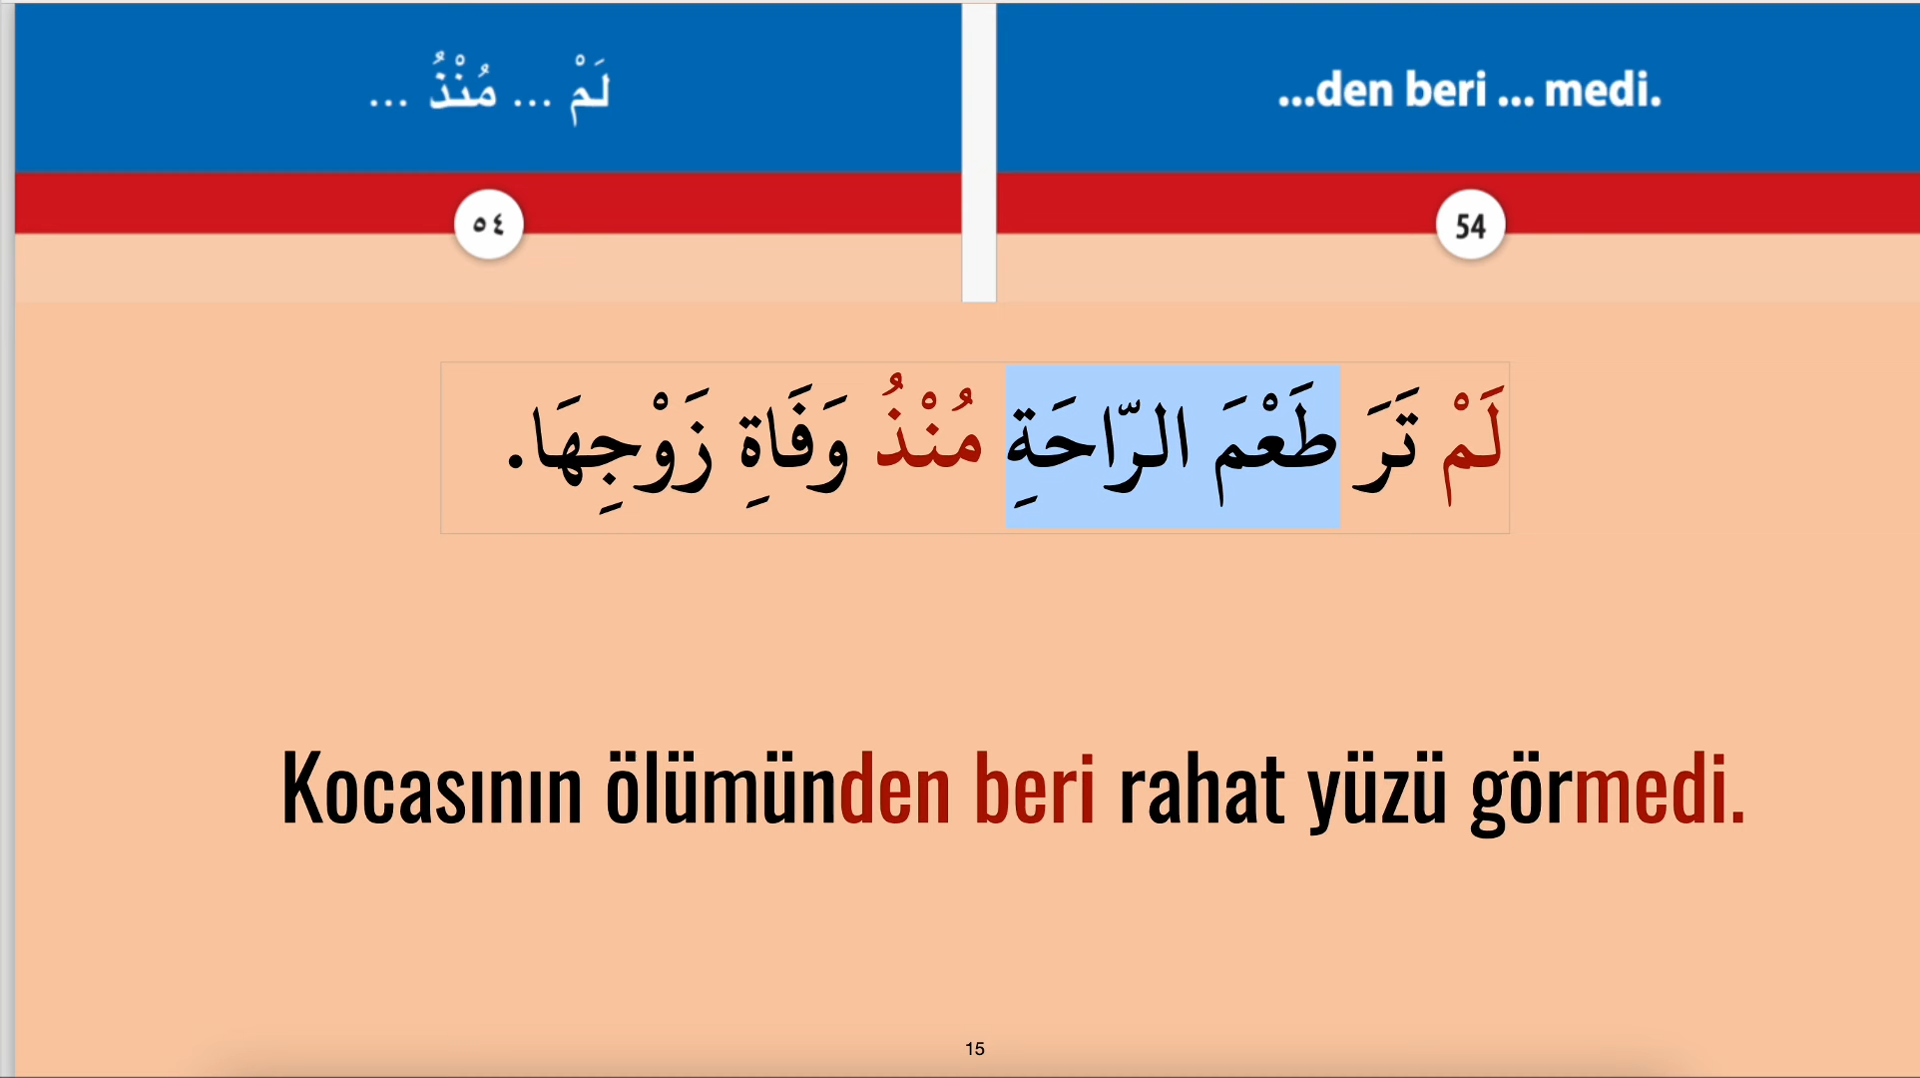 لَمْ ... مُنْذُ ...
...den beri ... medi.
٥٤
54
لَمْ تَرَ طَعْمَ الرّاحَةِ مُنْذُ وَفَاةِ زَوْجِهَا.
Kocasının ölümünden beri rahat yüzü görmedi.
15